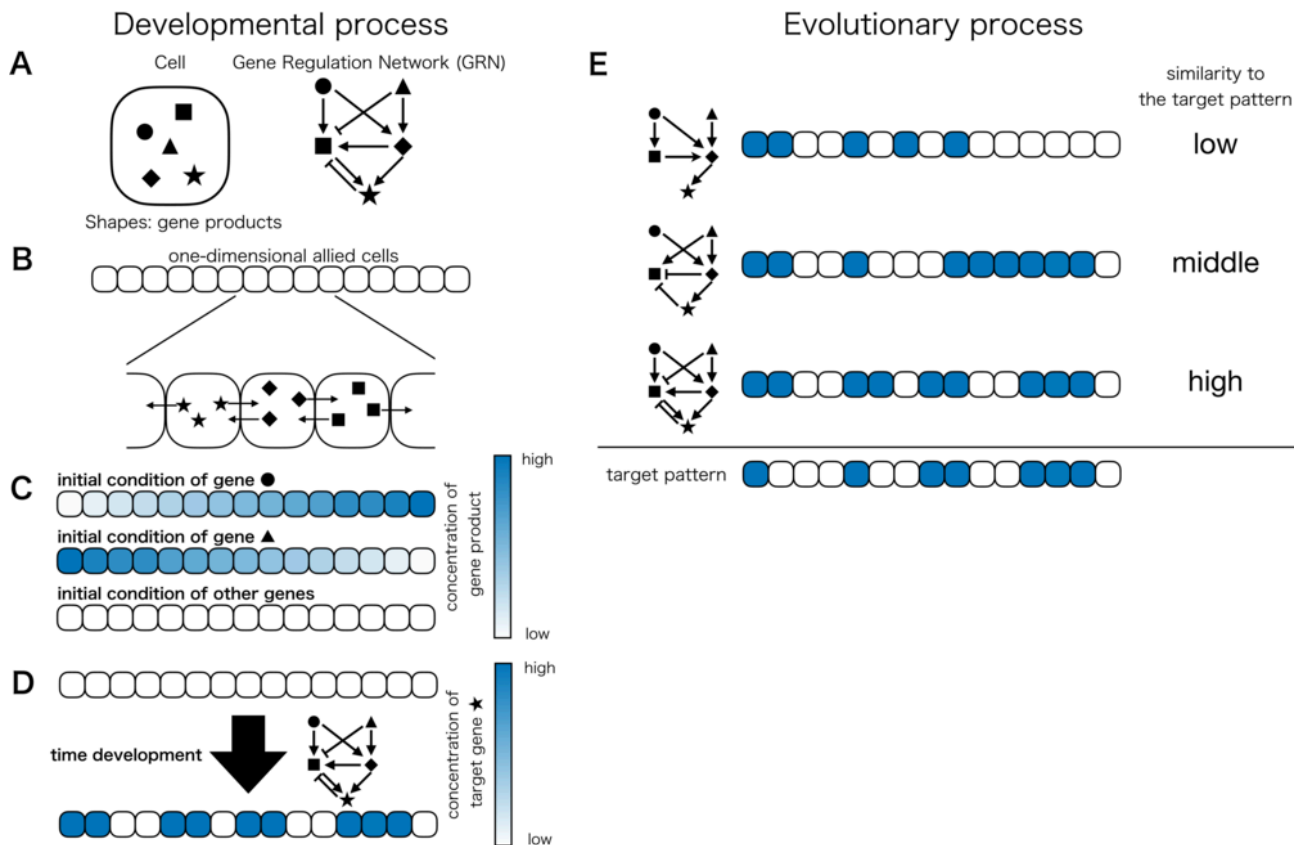 Developmental process
A
Cell
Gene Regulation Network (GRN)
Shapes: gene products
B
one-dimensional allied cells
C
initial condition of gene
initial condition of gene
initial condition of other genes
high
low
concentration of
gene product
D
time development
high
low
concentration of
target gene ★
Evolutionary process
E
similarity to
the target pattern
low
middle
high
target pattern